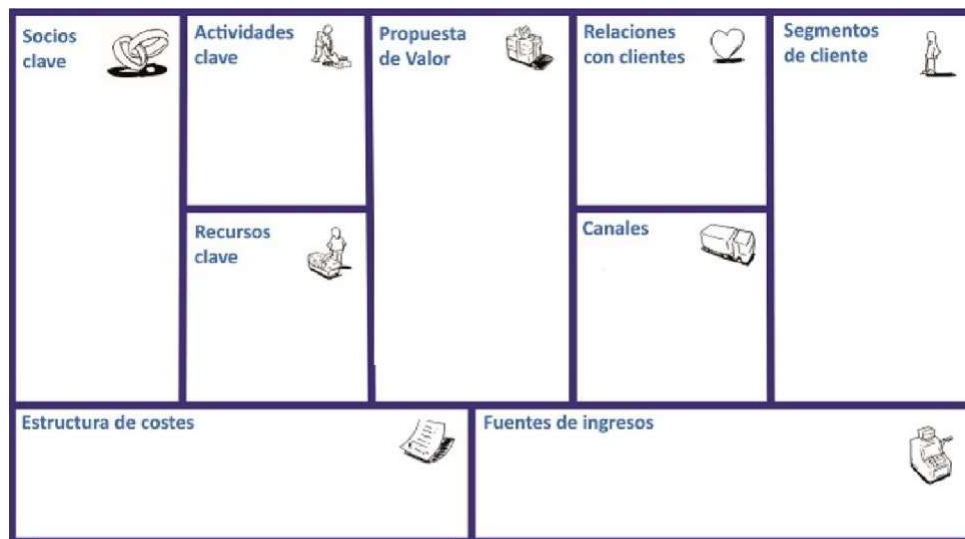 Socios
clave
Actividades
clave
Propuesta
de Valor
Relaciones
con clientes
Segmentos
de cliente
Recursos
clave
Canales
Estructura de costes
Fuentes de ingresos